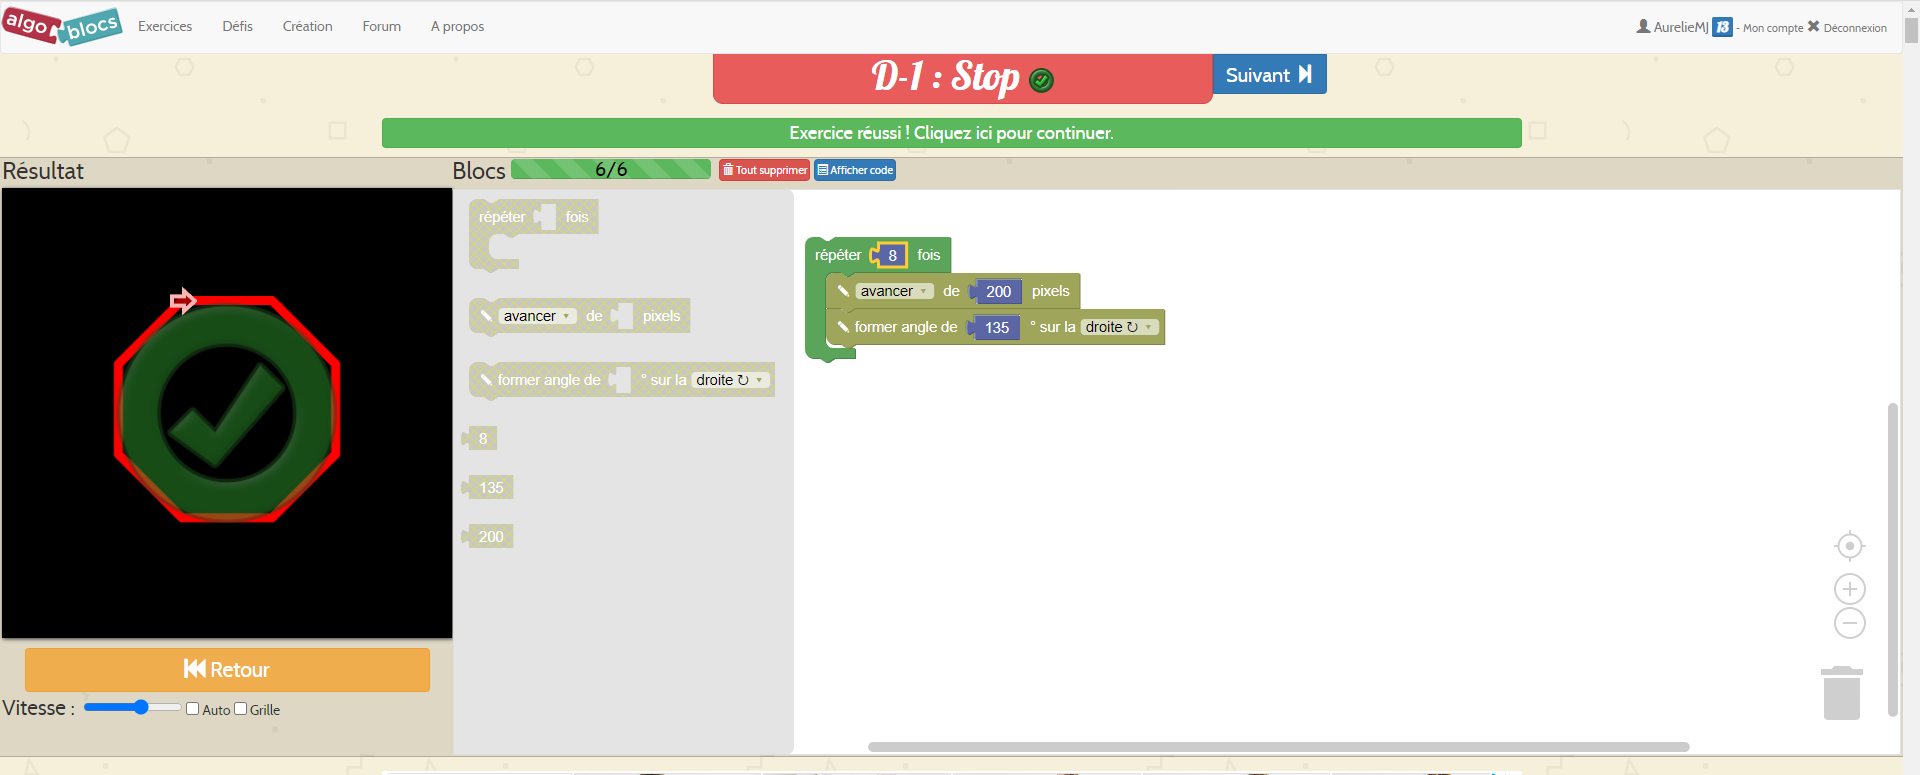 algo blocs Exercices Défis Création Forum A propos AurelieMJ 13 - Mon compte Déconnexion
D-1 : Stop
Suivant
Exercice réussi ! Cliquez ici pour continuer.
Résultat
Blocs 6/6 Tout supprimer Afficher code
répéter fois
avancer de pixels
former angle de ° sur la droite ↻
8
135
200
répéter 8 fois
avancer de 200 pixels
former angle de 135 ° sur la droite ↻
Retour
Vitesse : Auto Grille